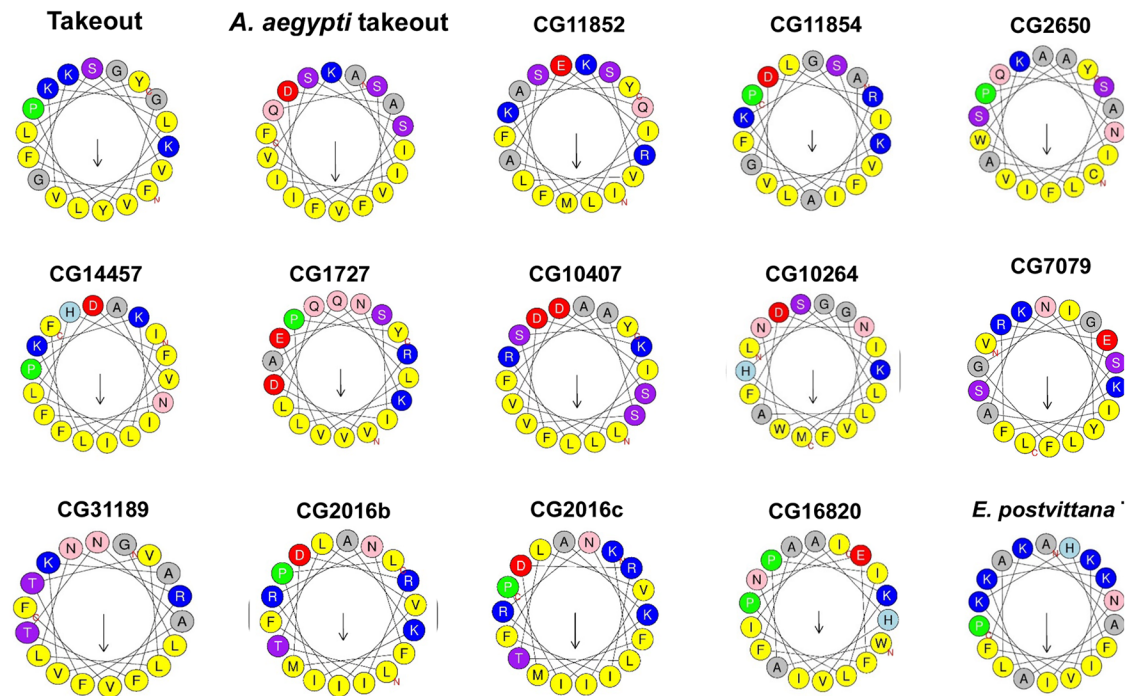 Takeout
A. aegypti takeout
CG11852
CG11854
CG2650
S G Y G L K V F V Y L V G F L P K K
K A S A S I I V F V F I I V F Q D S
E K S Y Q I R V I L M F L A F K A S
G S A R I K V F I A L V G F K P D L
A A Y S A N I C L F I V A W S P Q K
CG14457
CG1727
CG10407
CG10264
CG7079
D A K I F V N I L I L F F L P K F H
Q N S Y R L K I V V V L L D A E P Q
D A A Y K I S S L L L F V V F R S D
S G G N I K L L V F M W A F H L N D
N I G E S K I Y L F L F A S G V R K
CG31189
CG2016b
CG2016c
CG16820
E. postvittana
N G V A R A L L F V F V L T F T K N
A N L R V K F L I I I M T F R P D L
A N K R V K F L I I I M T F R P D L
A I E I K H W F L V F A F I P N P A
A H K K N A F I V I A L F P K K A K